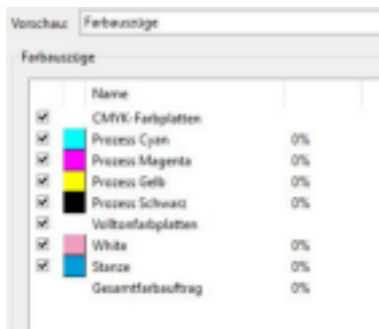 Vorschau: Farbauszüge
Farbauszüge
Name
CMYK-Farbplatten
Prozess Cyan 0%
Prozess Magenta 0%
Prozess Gelb 0%
Prozess Schwarz 0%
Volltonfarbplatten
White 0%
Stanze 0%
Gesamtfarbauftrag 0%